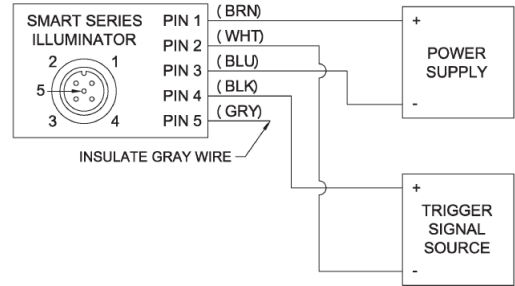 SMART SERIES
ILLUMINATOR
2 1
5
3 4
PIN 1 (BRN)
PIN 2 (WHT)
PIN 3 (BLU)
PIN 4 (BLK)
PIN 5 (GRY)
INSULATE GRAY WIRE
+
POWER
SUPPLY
-
+
TRIGGER
SIGNAL
SOURCE
-